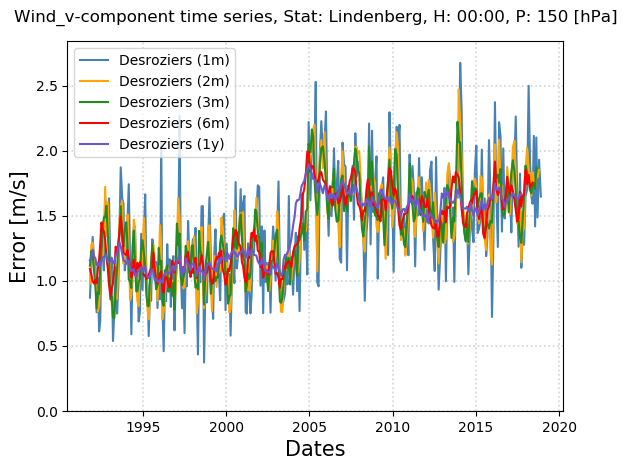 Wind_v-component time series, Stat: Lindenberg, H: 00:00, P: 150 [hPa]
Desroziers (1m)
Desroziers (2m)
Desroziers (3m)
Desroziers (6m)
Desroziers (1y)
Error [m/s]
2.5
2.0
1.5
1.0
0.5
0.0
1995 2000 2005 2010 2015 2020
Dates